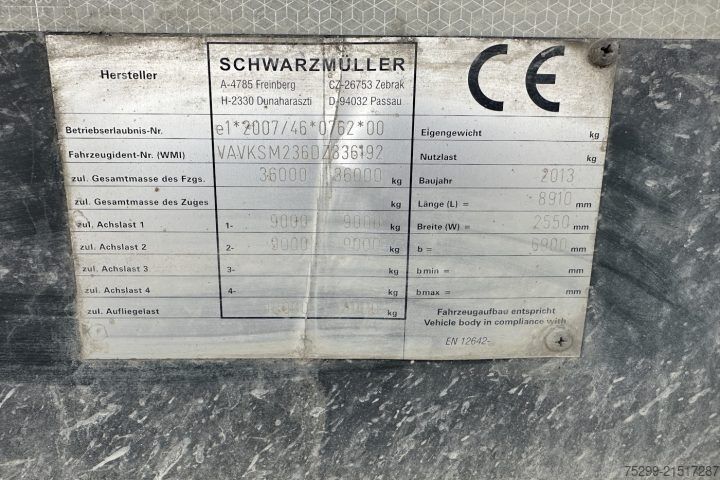 Hersteller
SCHWARZMÜLLER
A-4785 Freinberg CZ-26753 Zebrak
H-2330 Dunaharaszti D-94032 Passau
CE
Betriebserlaubnis-Nr. e1*2007/46*0762*00
Fahrzeugident-Nr. (WMI) VAVKSM236DZ836192
zul. Gesamtmasse des Fzgs. 36000 36000 kg
zul. Gesamtmasse des Zuges kg
zul. Achslast 1 1- 9000 9000 kg
zul. Achslast 2 2- 9000 9000 kg
zul. Achslast 3 3- kg
zul. Achslast 4 4- kg
zul. Aufliegelast kg
Eigengewicht kg
Nutzlast kg
Baujahr 2013
Länge (L) = 8910 mm
Breite (W) = 2550 mm
b = 6900 mm
b min = mm
b max = mm
Fahrzeugaufbau entspricht
Vehicle body in compliance with
EN 12642-
75299-21517287